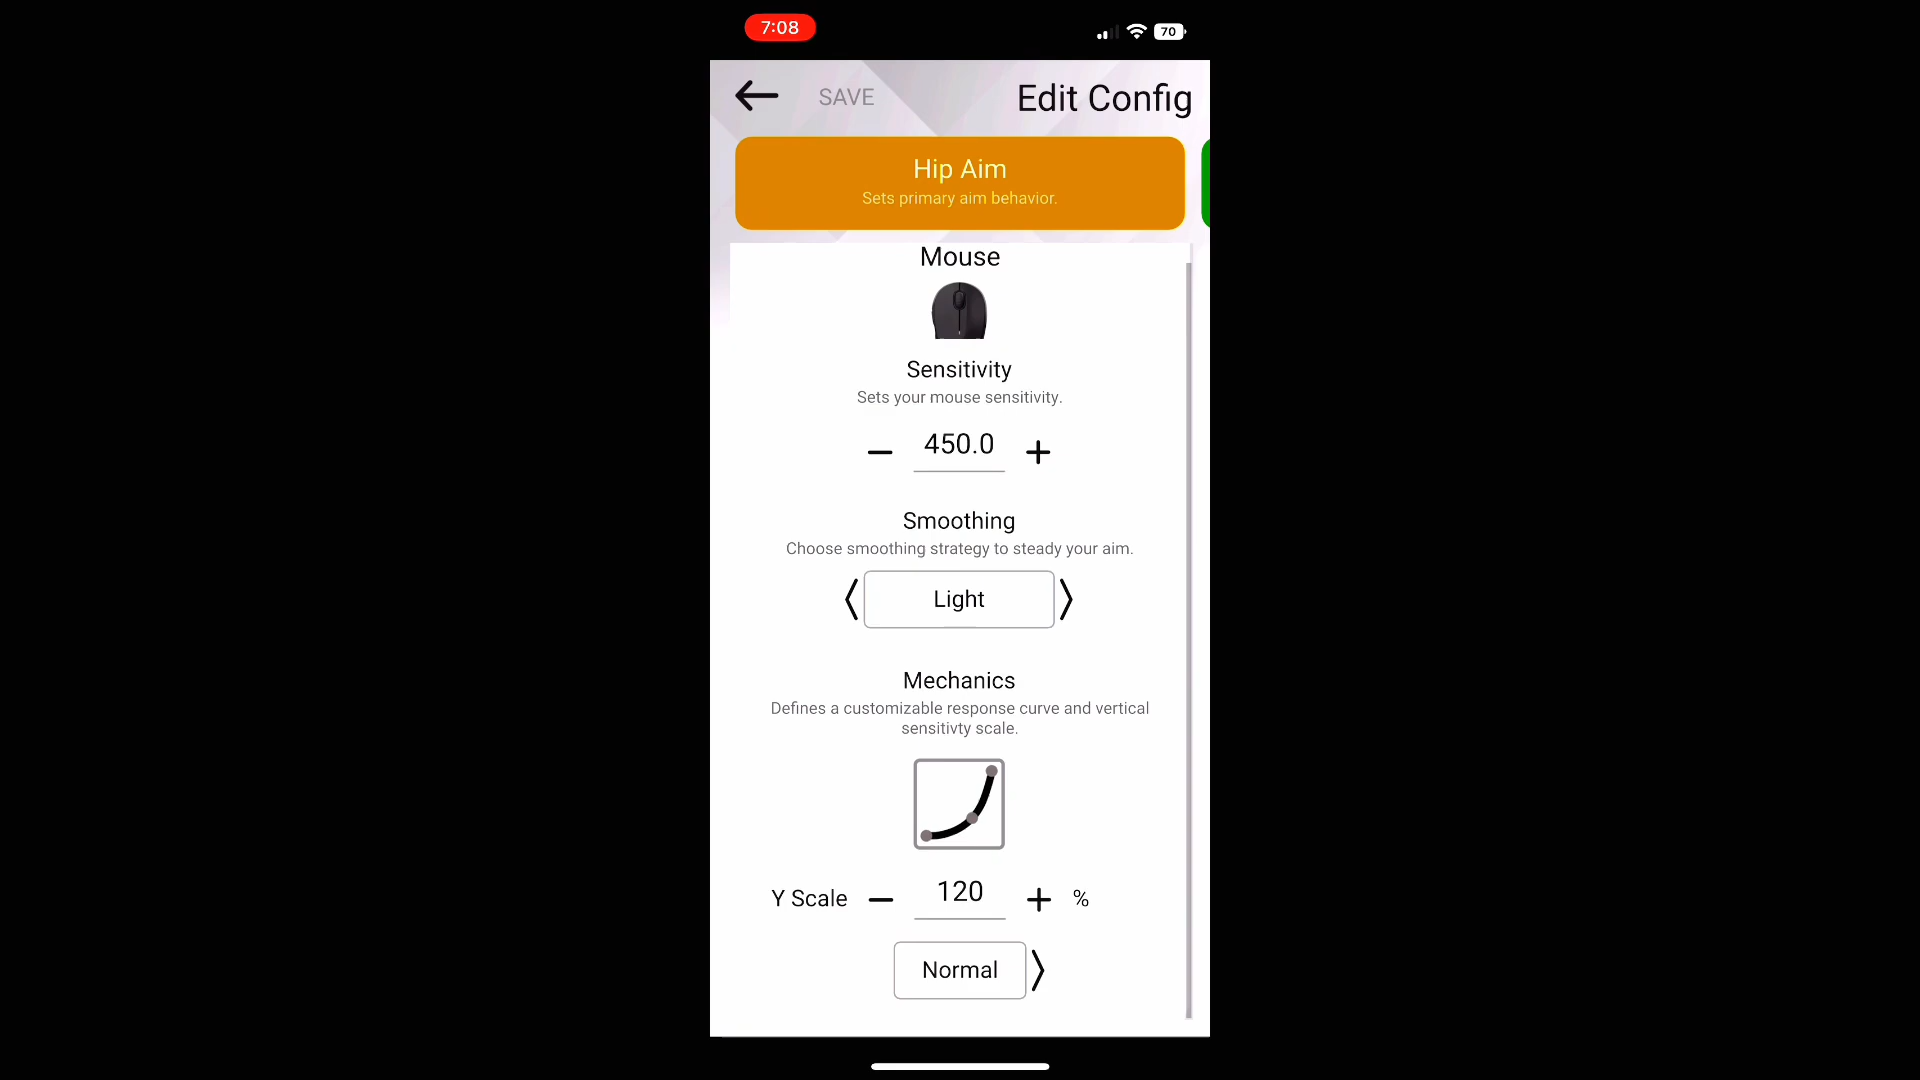 7:08
70
SAVE
Edit Config
Hip Aim
Sets primary aim behavior.
Mouse
Sensitivity
Sets your mouse sensitivity.
450.0
Smoothing
Choose smoothing strategy to steady your aim.
Light
Mechanics
Defines a customizable response curve and vertical
sensitivty scale.
Y Scale
120
%
Normal